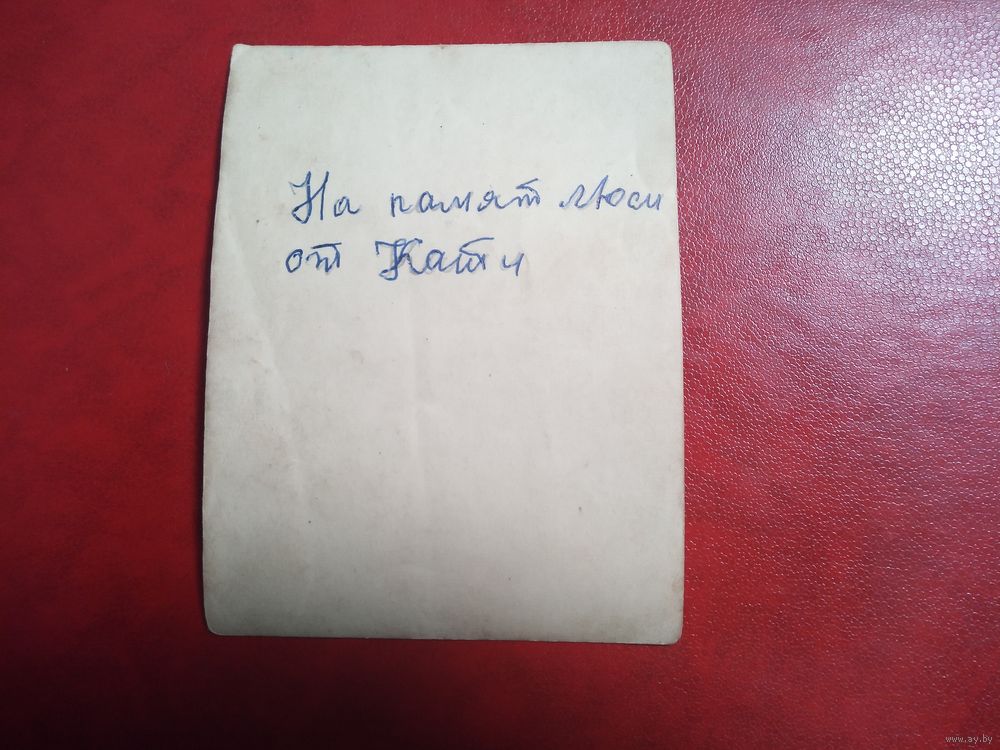 На памят Люси
от Кати
www.ay.by